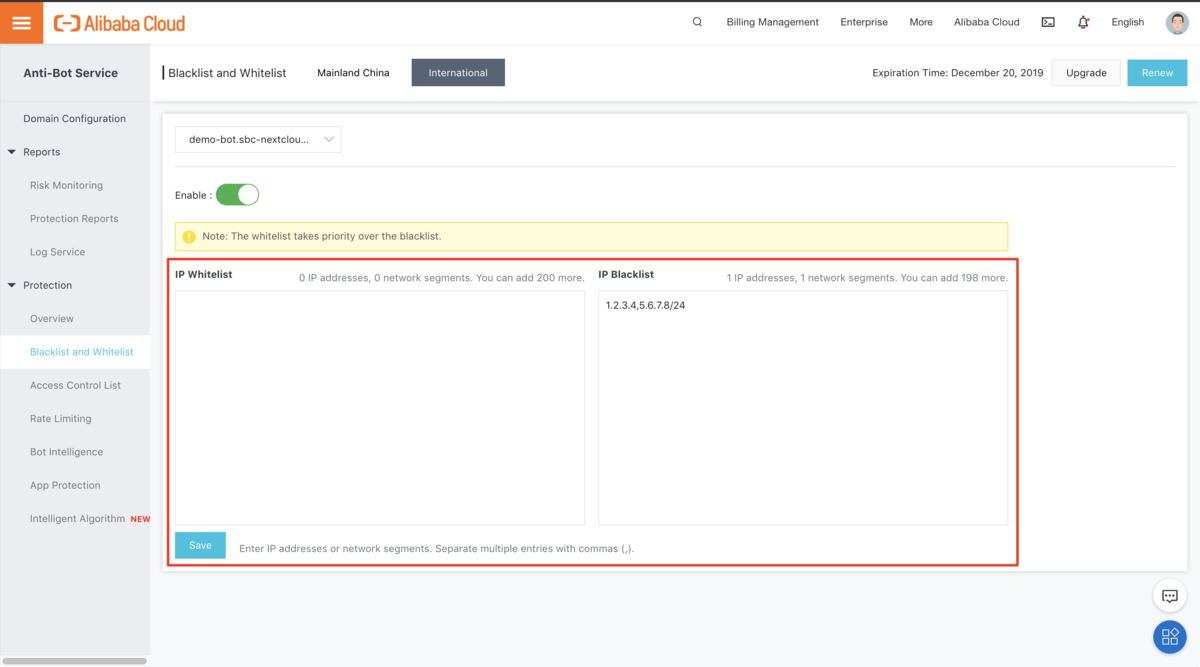 Alibaba Cloud
Billing Management
Enterprise
More
Alibaba Cloud
English
Anti-Bot Service
Blacklist and Whitelist
Mainland China
International
Expiration Time: December 20, 2019
Upgrade
Renew
Domain Configuration
Reports
Risk Monitoring
Protection Reports
Log Service
Protection
Overview
Blacklist and Whitelist
Access Control List
Rate Limiting
Bot Intelligence
App Protection
Intelligent Algorithm NEW
demo-bot.sbc-nextclou...
Enable :
Note: The whitelist takes priority over the blacklist.
IP Whitelist
0 IP addresses, 0 network segments. You can add 200 more.
IP Blacklist
1 IP addresses, 1 network segments. You can add 198 more.
1.2.3.4,5.6.7.8/24
Save
Enter IP addresses or network segments. Separate multiple entries with commas (,).